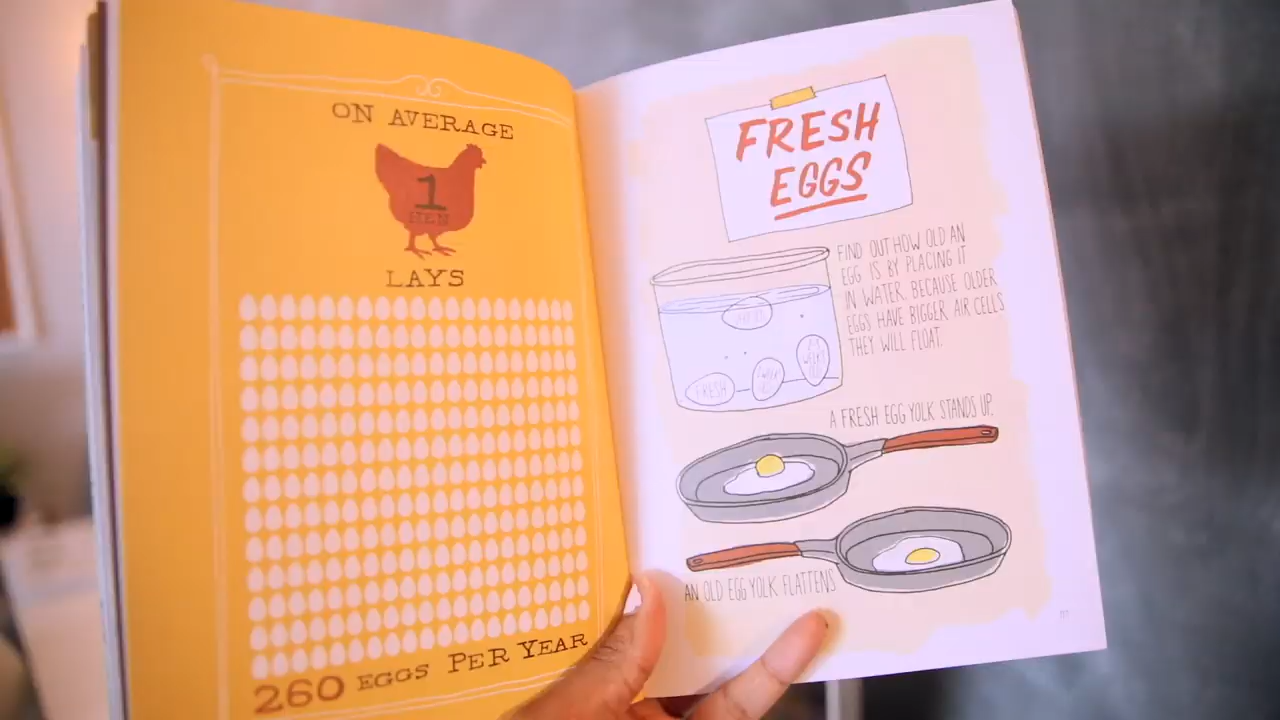 ON AVERAGE
1
HEN
LAYS
260 EGGS PER YEAR
FRESH
EGGS
FIND OUT HOW OLD AN
EGG IS BY PLACING IT
IN WATER. BECAUSE OLDER
EGGS HAVE BIGGER AIR CELLS
THEY WILL FLOAT.
FRESH
A FRESH EGG YOLK STANDS UP.
AN OLD EGG YOLK FLATTENS